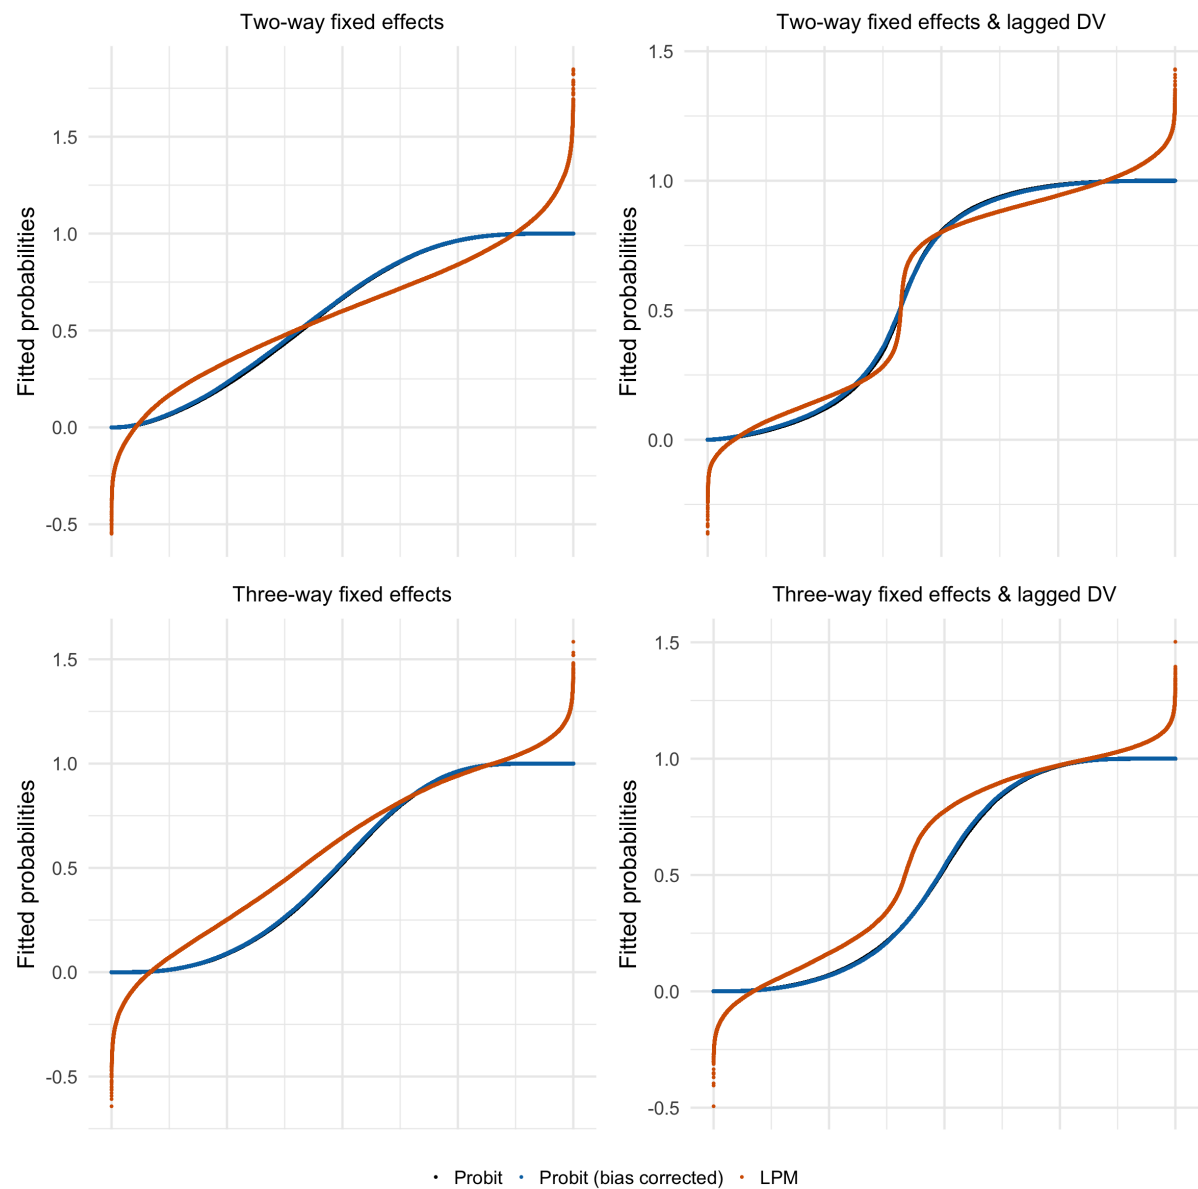 Two-way fixed effects
Fitted probabilities
1.5
1.0
0.5
0.0
-0.5
Two-way fixed effects & lagged DV
Fitted probabilities
1.5
1.0
0.5
0.0
Three-way fixed effects
Fitted probabilities
1.5
1.0
0.5
0.0
-0.5
Three-way fixed effects & lagged DV
Fitted probabilities
1.5
1.0
0.5
0.0
-0.5
Probit Probit (bias corrected) LPM